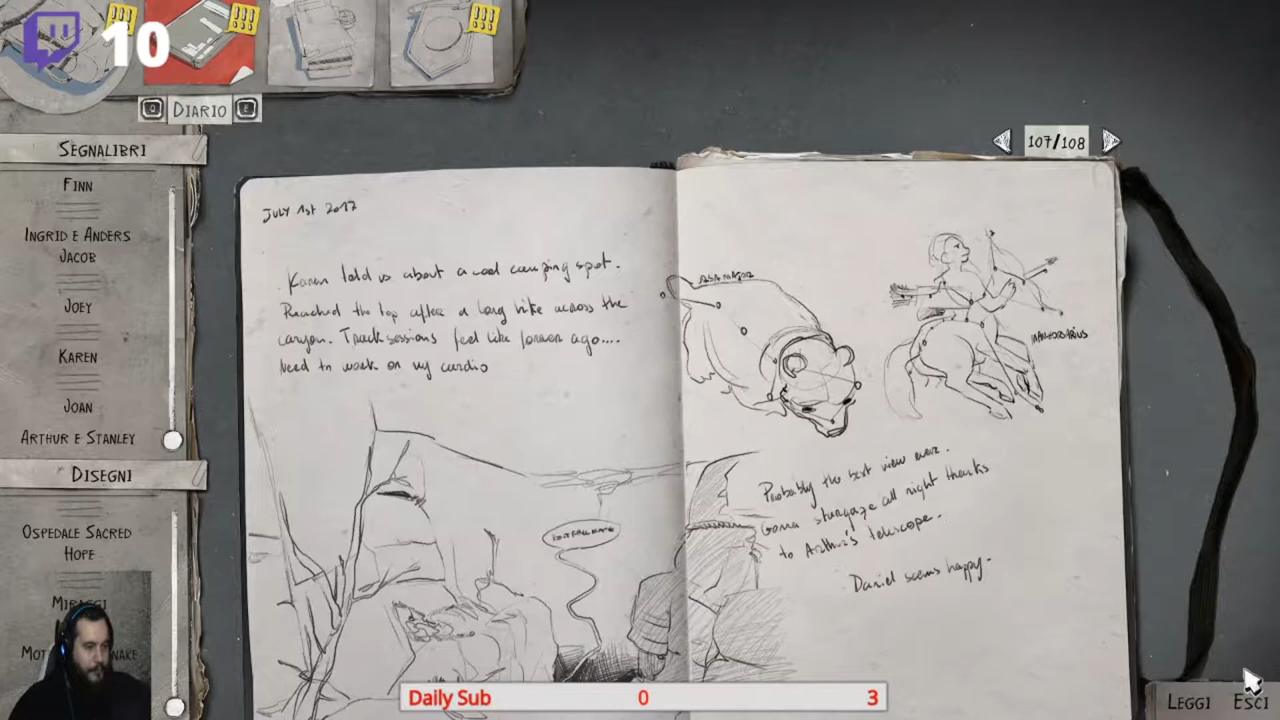 10
DIARIO
107/108
SEGNALIBRI
FINN
INGRID E ANDERS
JACOB
JOEY
KAREN
JOAN
ARTHUR E STANLEY
DISEGNI
OSPEDALE SACRED
HOPE
JULY 1st 2017
Karen told us about a cool camping spot.
Reached the top after a long hike across the
canyon. Track sessions feel like forever ago....
Need to work on my cardio
Probably the best view ever.
Gonna stargaze all night thanks
to Arthur's telescope.
Daniel seems happy.
Daily Sub 0 3
LEGGI ESCI